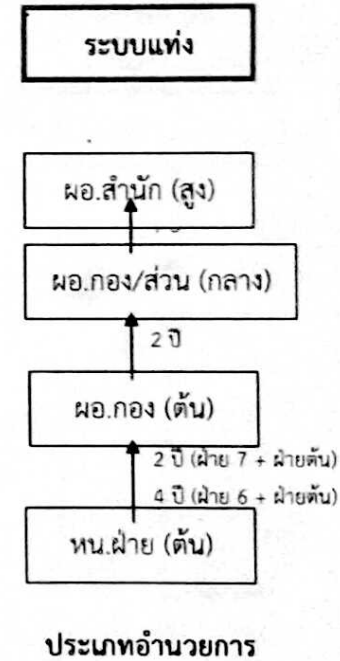 ระบบแท่ง
ผอ.สำนัก (สูง)
ผอ.กอง/ส่วน (กลาง)
2 ปี
ผอ.กอง (ต้น)
2 ปี (ฝ่าย 7 + ฝ่ายต้น)
4 ปี (ฝ่าย 6 + ฝ่ายต้น)
หน.ฝ่าย (ต้น)
ประเภทอำนวยการ